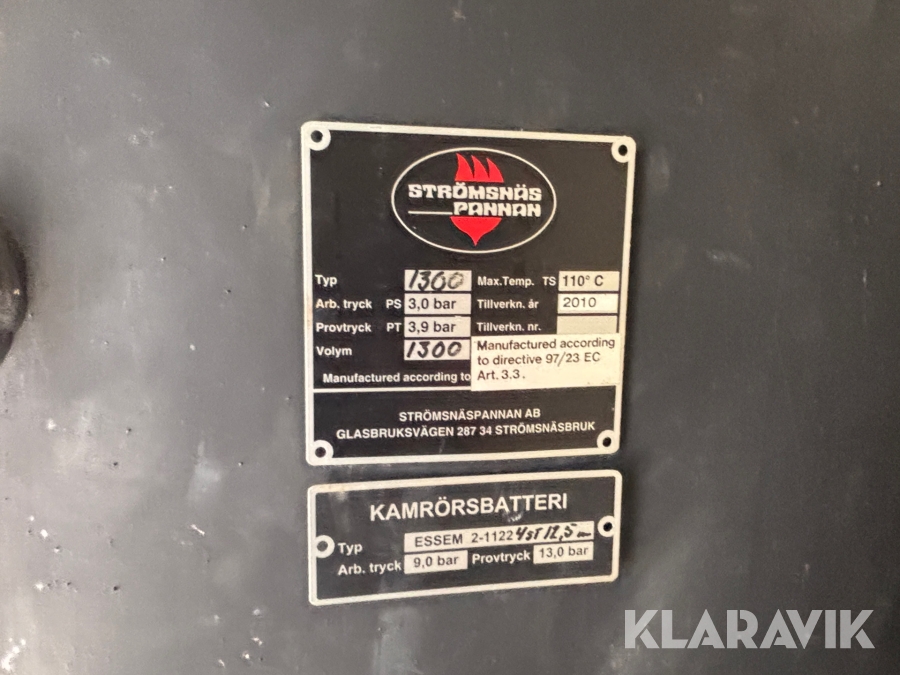 STRÖMSNÄS
PANNAN
Typ 1300 Max.Temp. TS 110° C
Arb. tryck PS 3,0 bar Tillverkn. år 2010
Provtryck PT 3,9 bar Tillverkn. nr.
Volym 1300
Manufactured according to
Manufactured according
to directive 97/23 EC
Art.3.3.
STRÖMSNÄSPANNAN AB
GLASBRUKSVÄGEN 287 34 STRÖMSNÄSBRUK
KAMRÖRSBATTERI
Typ ESSEM 2-1122 4ST 12,5m
Arb. tryck 9,0 bar Provtryck 13,0 bar
KLARAVIK